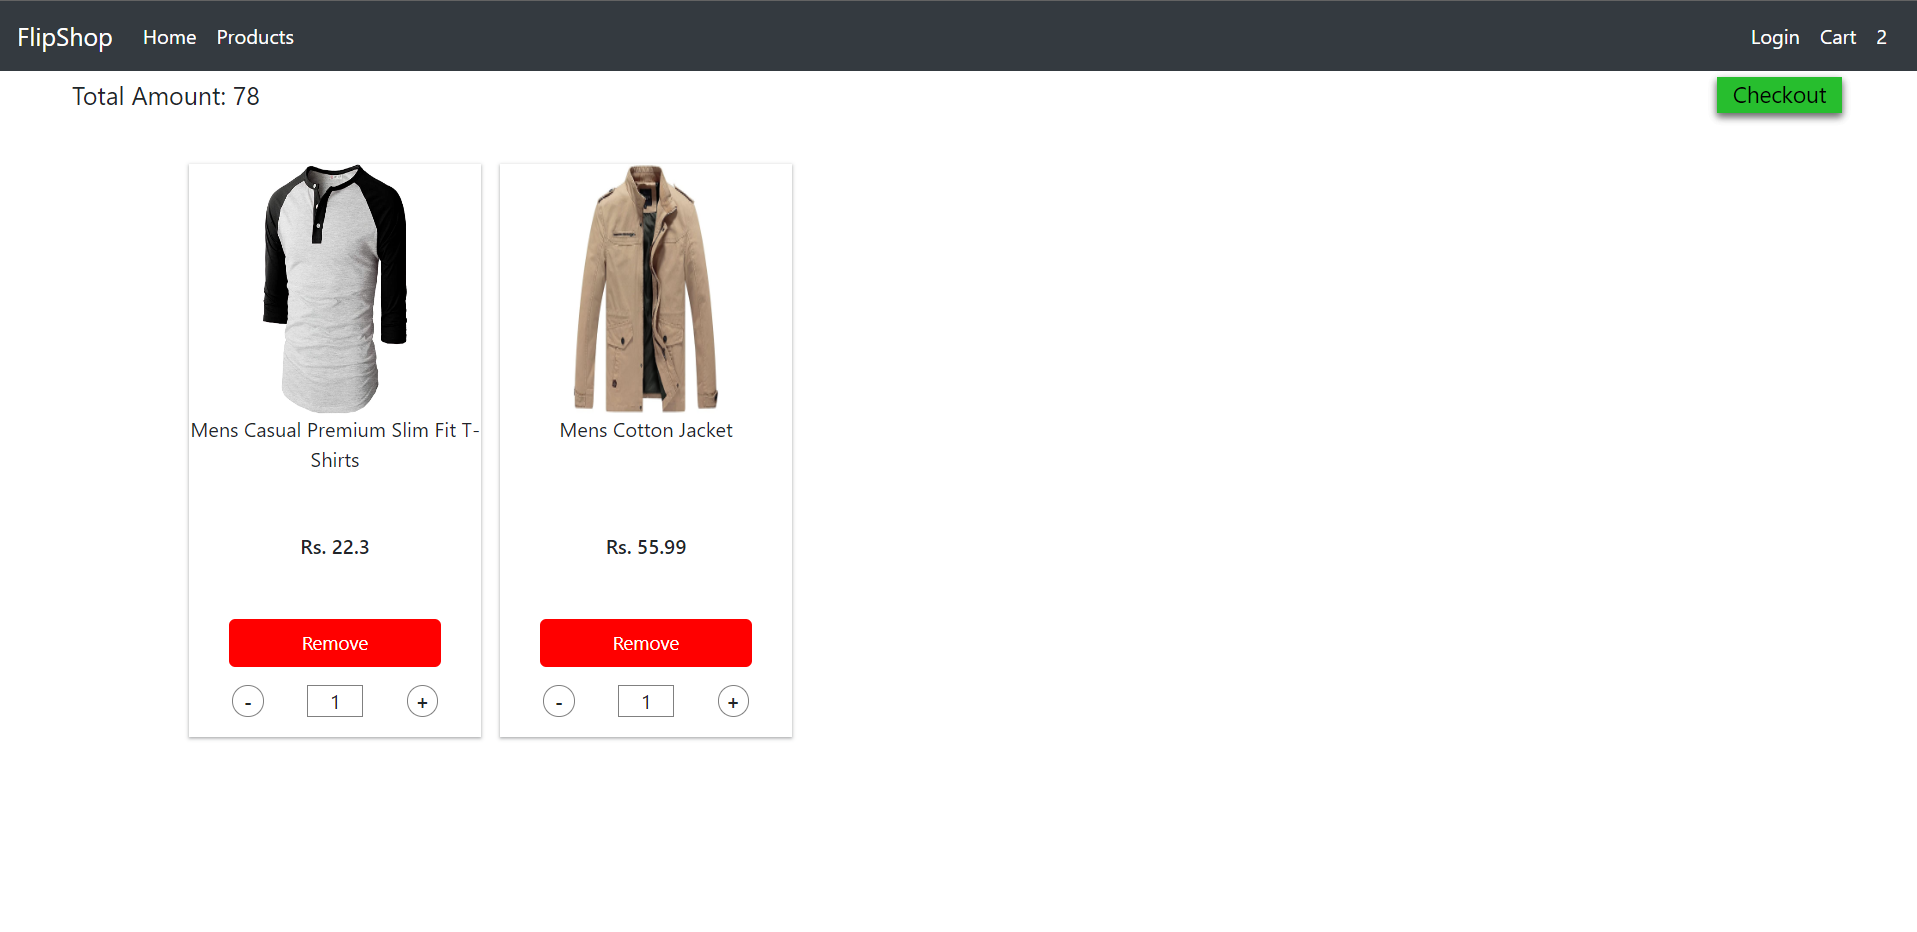 FlipShop Home Products Login Cart 2
Total Amount: 78 Checkout
Mens Casual Premium Slim Fit T-
Shirts
Rs. 22.3
Remove
- 1 +
Mens Cotton Jacket
Rs. 55.99
Remove
- 1 +